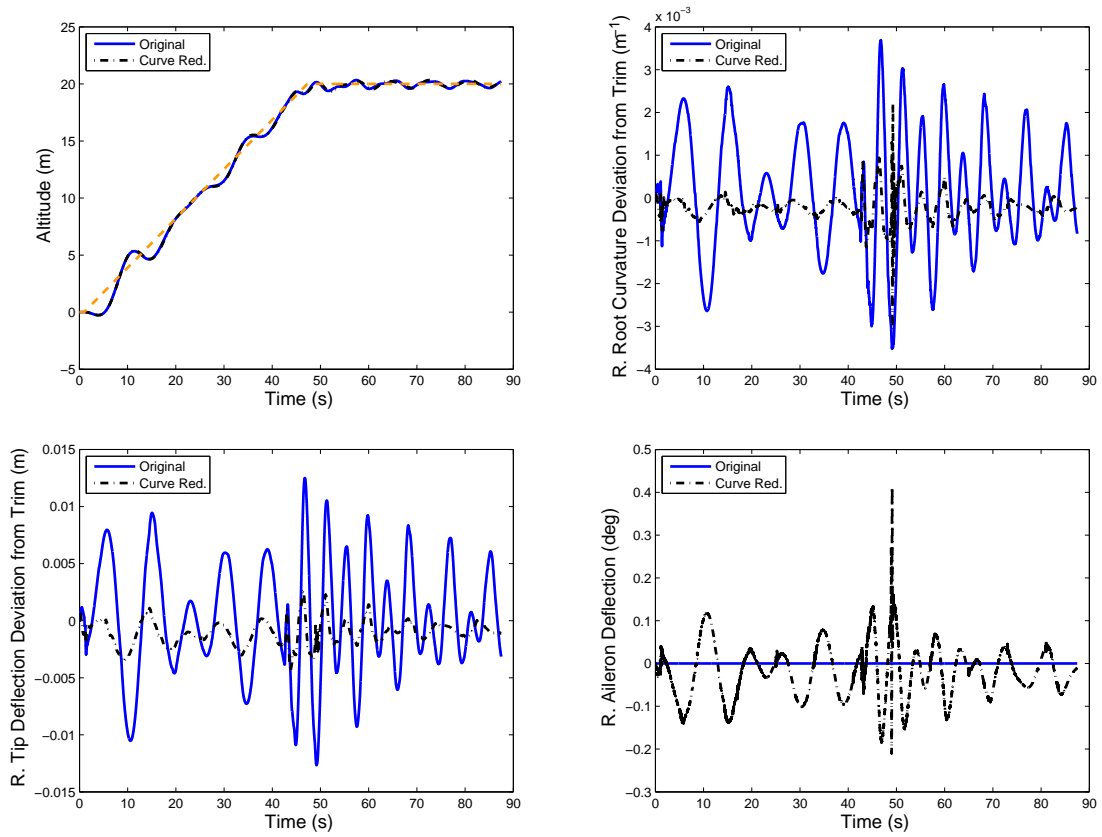 25
20
15
10
5
0
−5
0 10 20 30 40 50 60 70 80 90
Time (s)
Altitude (m)
Original
Curve Red.
x 10⁻³
4
3
2
1
0
−1
−2
−3
−4
0 10 20 30 40 50 60 70 80 90
Time (s)
R. Root Curvature Deviation from Trim (m⁻¹)
Original
Curve Red.
0.015
0.01
0.005
0
−0.005
−0.01
−0.015
0 10 20 30 40 50 60 70 80 90
Time (s)
R. Tip Deflection Deviation from Trim (m)
Original
Curve Red.
0.5
0.4
0.3
0.2
0.1
0
−0.1
−0.2
−0.3
0 10 20 30 40 50 60 70 80 90
Time (s)
R. Aileron Deflection (deg)
Original
Curve Red.